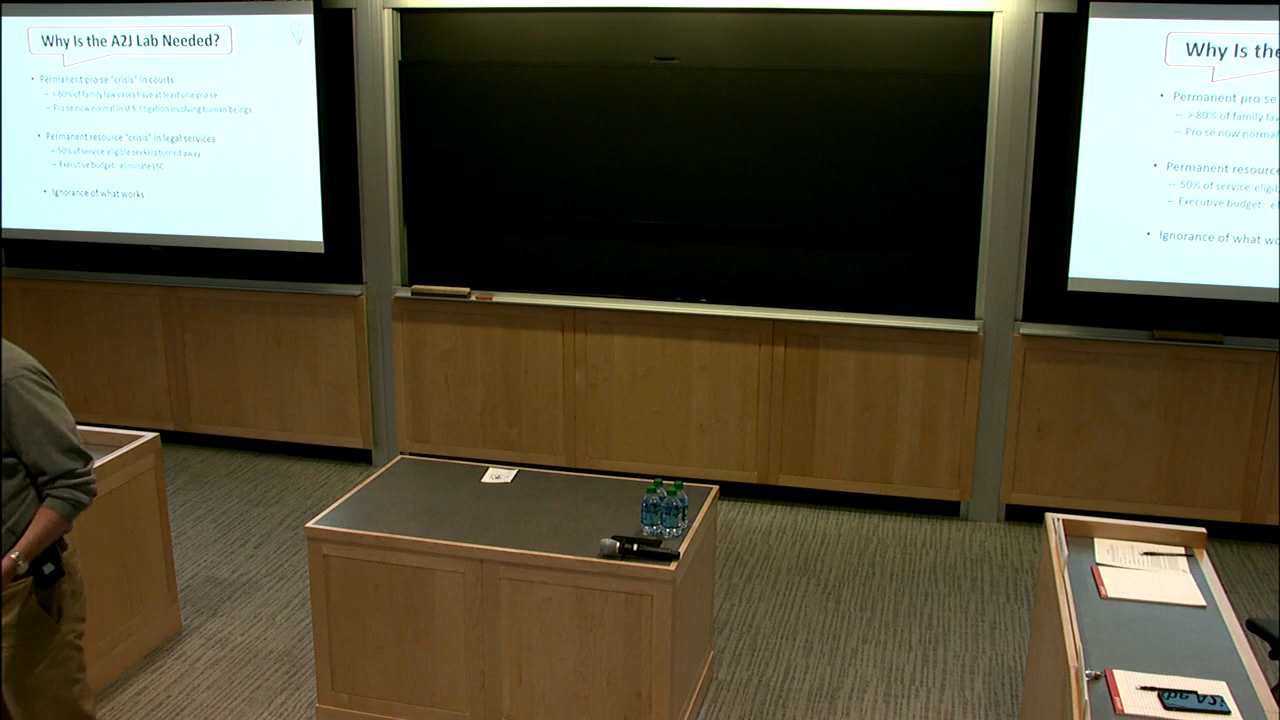 Why Is the A2J Lab Needed?
• Permanent pro se "crisis" in courts
– > 80% of family law cases have at least one pro se
– Pro se now normal in U.S. litigation involving human beings
• Permanent resource "crisis" in legal services
– 50% of service eligible seekers turned away
– Executive budget: eliminate LSC
• Ignorance of what works
Why Is the
• Permanent pro se
– > 80% of family law
– Pro se now normal
• Permanent resource
– 50% of service-eligib
– Executive budget: el
• Ignorance of what wo